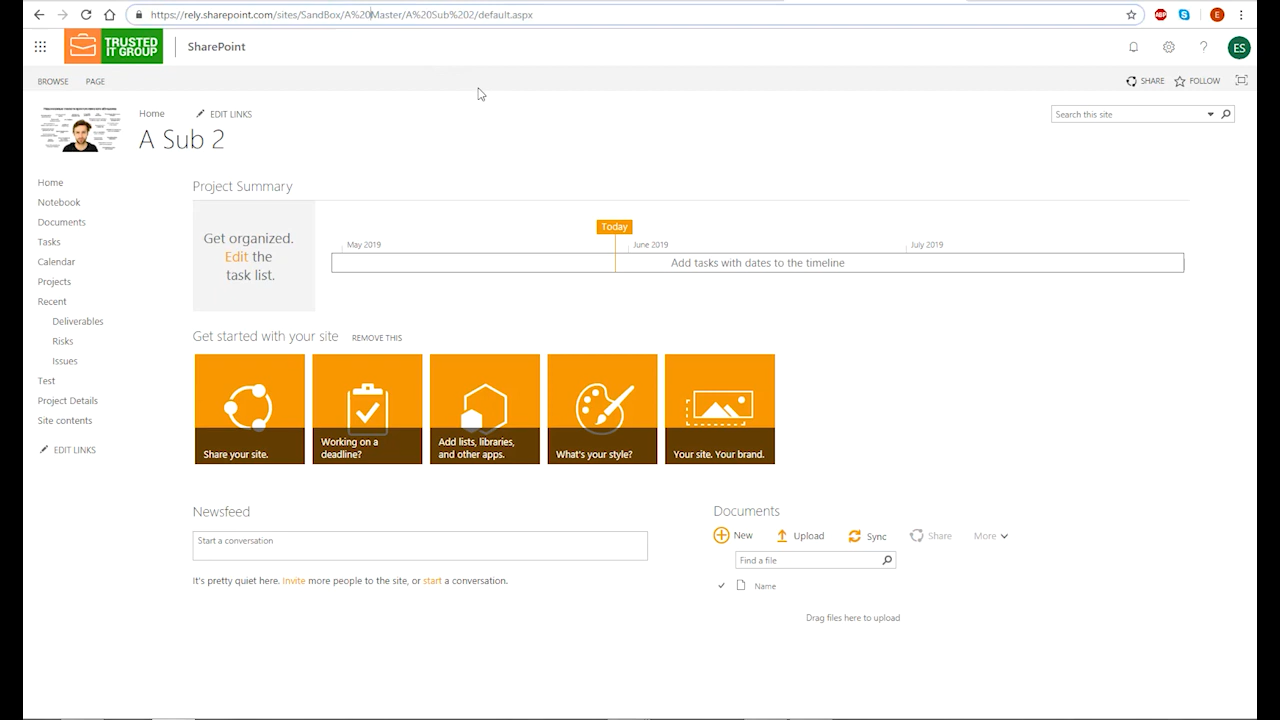 https://rely.sharepoint.com/sites/SandBox/A%20Master/A%20Sub%202/default.aspx
ABP
E
TRUSTED
IT GROUP
SharePoint
?
ES
BROWSE
PAGE
SHARE
FOLLOW
Home
EDIT LINKS
Search this site
A Sub 2
Home
Notebook
Documents
Tasks
Calendar
Projects
Recent
Deliverables
Risks
Issues
Test
Project Details
Site contents
EDIT LINKS
Project Summary
Get organized.
Edit the
task list.
Today
May 2019
June 2019
July 2019
Add tasks with dates to the timeline
Get started with your site
REMOVE THIS
Share your site.
Working on a
deadline?
Add lists, libraries,
and other apps.
What's your style?
Your site. Your brand.
Newsfeed
Start a conversation
It's pretty quiet here. Invite more people to the site, or start a conversation.
Documents
New
Upload
Sync
Share
More
Find a file
Name
Drag files here to upload